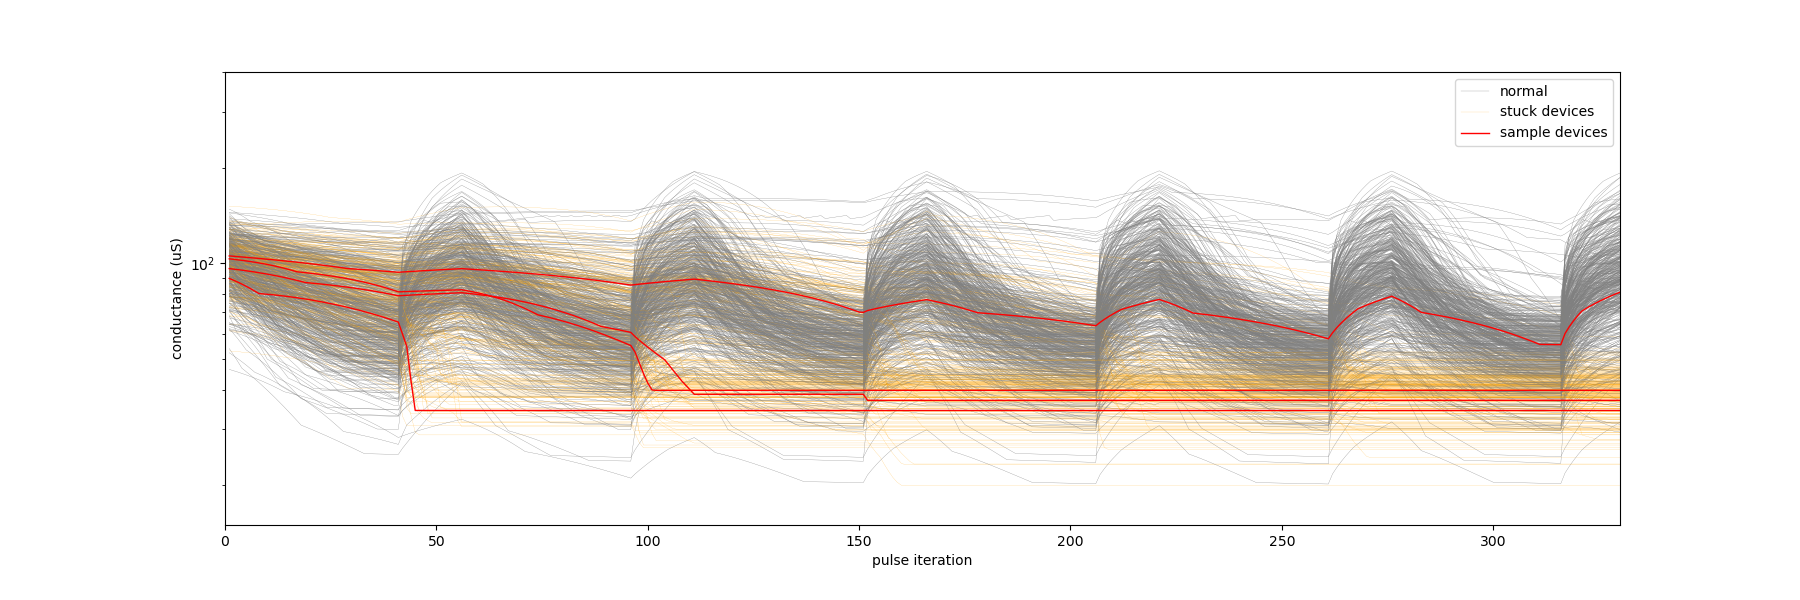 normal
stuck devices
sample devices
conductance (uS)
10²
0 50 100 150 200 250 300
pulse iteration